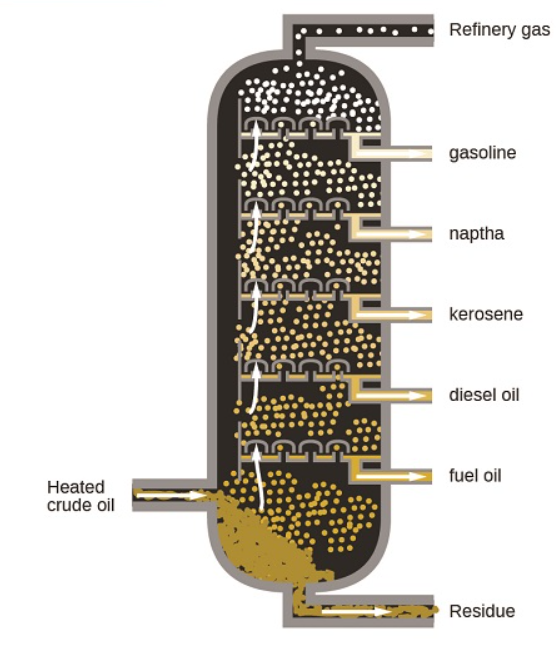 Refinery gas
gasoline
naptha
kerosene
diesel oil
fuel oil
Heated
crude oil
Residue